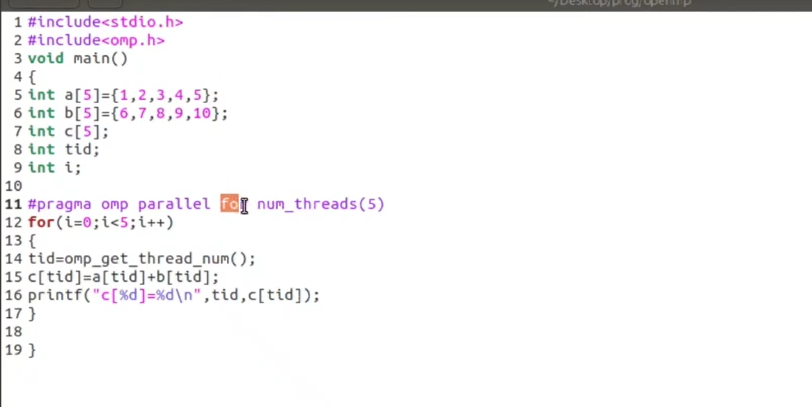 ~/Desktop/prog/openmp
1 #include<stdio.h>
2 #include<omp.h>
3 void main()
4 {
5 int a[5]={1,2,3,4,5};
6 int b[5]={6,7,8,9,10};
7 int c[5];
8 int tid;
9 int i;
10
11 #pragma omp parallel for num_threads(5)
12 for(i=0;i<5;i++)
13 {
14 tid=omp_get_thread_num();
15 c[tid]=a[tid]+b[tid];
16 printf("c[%d]=%d\n",tid,c[tid]);
17 }
18
19 }